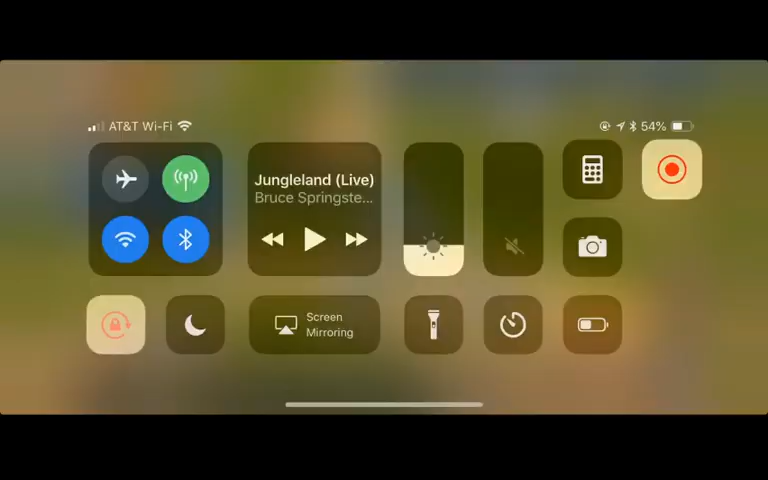 AT&T Wi-Fi
54%
Jungleland (Live)
Bruce Springste...
Screen
Mirroring